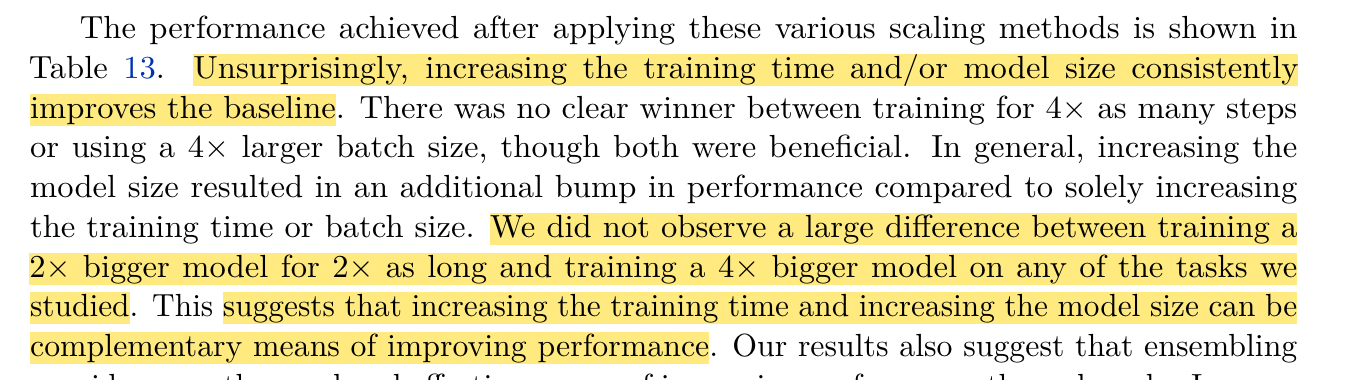 The performance achieved after applying these various scaling methods is shown in
Table 13. Unsurprisingly, increasing the training time and/or model size consistently
improves the baseline. There was no clear winner between training for 4× as many steps
or using a 4× larger batch size, though both were beneficial. In general, increasing the
model size resulted in an additional bump in performance compared to solely increasing
the training time or batch size. We did not observe a large difference between training a
2× bigger model for 2× as long and training a 4× bigger model on any of the tasks we
studied. This suggests that increasing the training time and increasing the model size can be
complementary means of improving performance. Our results also suggest that ensembling